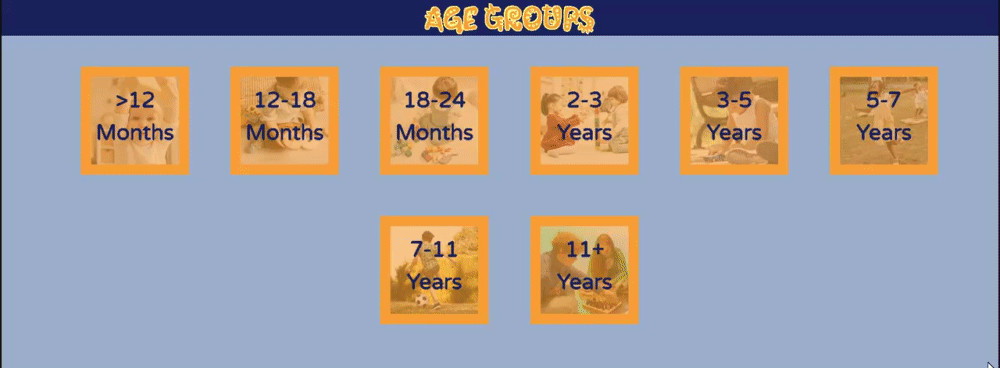 AGE GROUPS
>12
Months
12-18
Months
18-24
Months
2-3
Years
3-5
Years
5-7
Years
7-11
Years
11+
Years